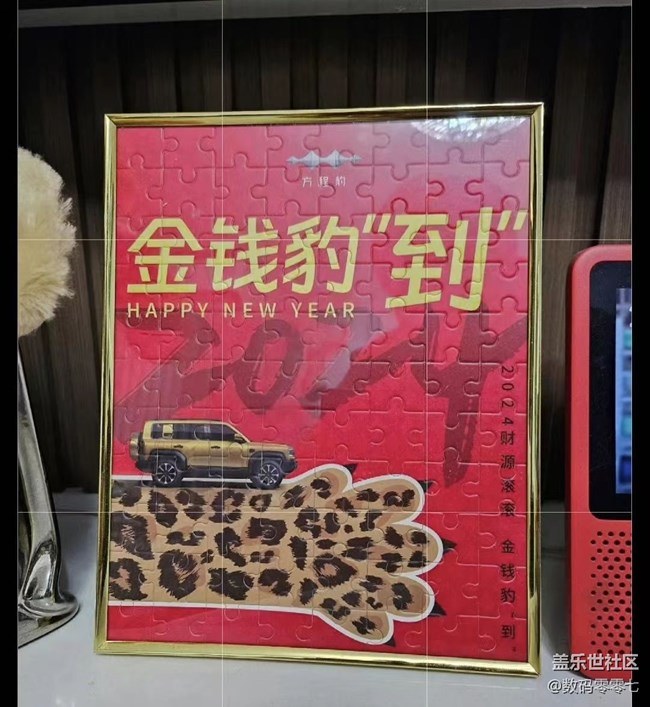 方程豹
金钱豹“到”
HAPPY NEW YEAR
2024
2024财源滚滚 金钱豹“到”
盖乐世社区
@数码零零七